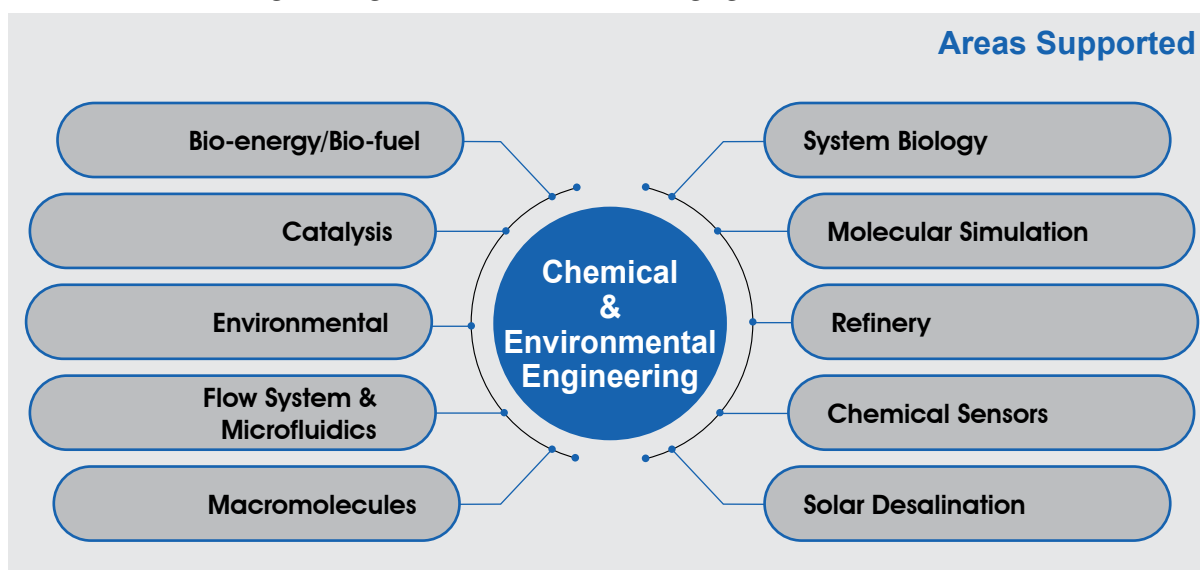 Areas Supported
Bio-energy/Bio-fuel
Catalysis
Environmental
Flow System &
Microfluidics
Macromolecules
Chemical
&
Environmental
Engineering
System Biology
Molecular Simulation
Refinery
Chemical Sensors
Solar Desalination